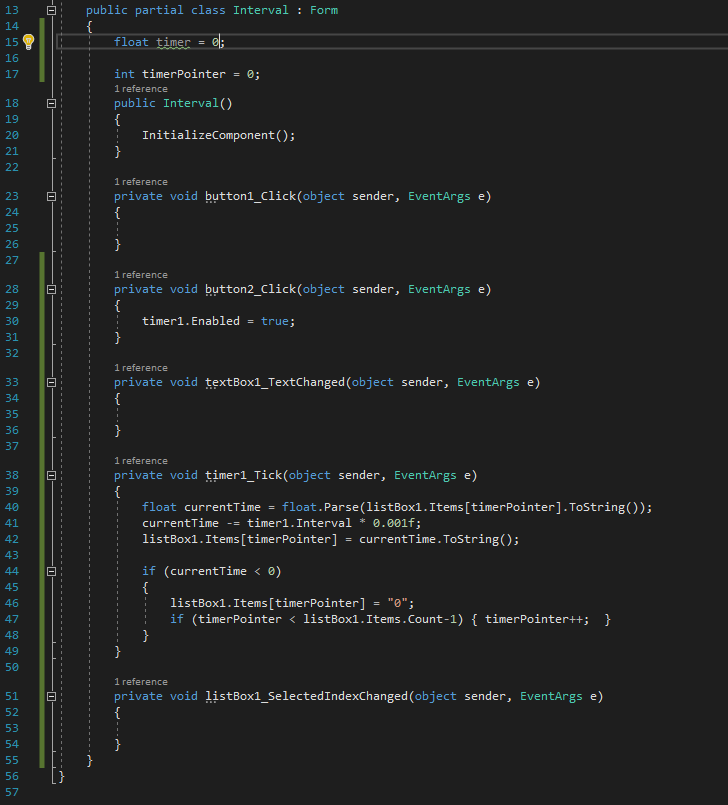 13 public partial class Interval : Form
14 {
15 float timer = 0;
16
17 int timerPointer = 0;
1 reference
18 public Interval()
19 {
20 InitializeComponent();
21 }
22
1 reference
23 private void button1_Click(object sender, EventArgs e)
24 {
25
26 }
27
1 reference
28 private void button2_Click(object sender, EventArgs e)
29 {
30 timer1.Enabled = true;
31 }
32
1 reference
33 private void textBox1_TextChanged(object sender, EventArgs e)
34 {
35
36 }
37
1 reference
38 private void timer1_Tick(object sender, EventArgs e)
39 {
40 float currentTime = float.Parse(listBox1.Items[timerPointer].ToString());
41 currentTime -= timer1.Interval * 0.001f;
42 listBox1.Items[timerPointer] = currentTime.ToString();
43
44 if (currentTime < 0)
45 {
46 listBox1.Items[timerPointer] = "0";
47 if (timerPointer < listBox1.Items.Count-1) { timerPointer++;  }
48 }
49 }
50
1 reference
51 private void listBox1_SelectedIndexChanged(object sender, EventArgs e)
52 {
53
54 }
55 }
56 }
57